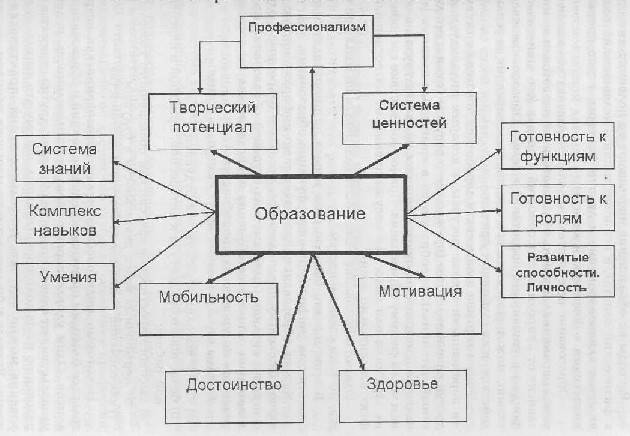 Профессионализм
Творческий
потенциал
Система
ценностей
Система
знаний
Готовность к
функциям
Комплекс
навыков
Образование
Готовность к
ролям
Умения
Мобильность
Мотивация
Развитые
способности.
Личность
Достоинство
Здоровье